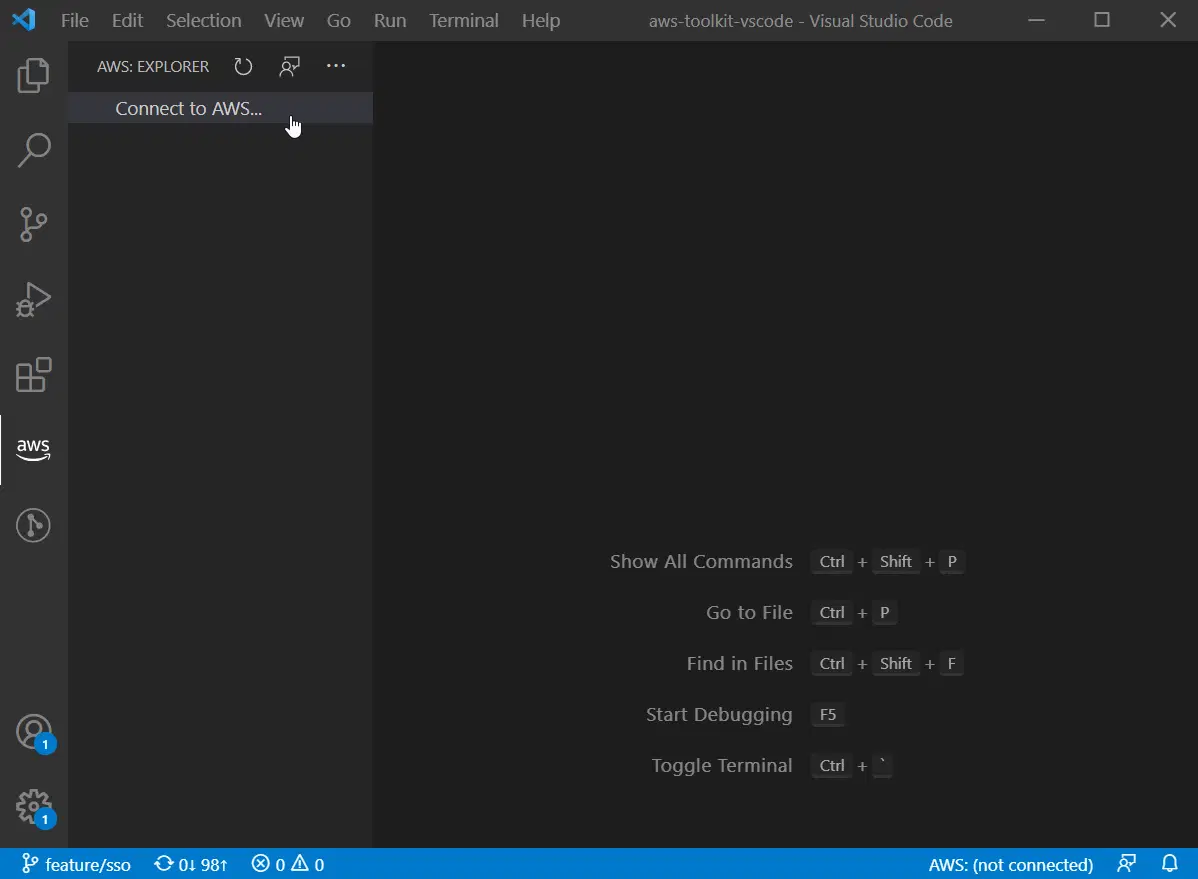 File Edit Selection View Go Run Terminal Help aws-toolkit-vscode - Visual Studio Code
AWS: EXPLORER
Connect to AWS...
aws
Show All Commands Ctrl + Shift + P
Go to File Ctrl + P
Find in Files Ctrl + Shift + F
Start Debugging F5
Toggle Terminal Ctrl + `
1
1
feature/sso 0↓ 98↑ 0 0 AWS: (not connected)